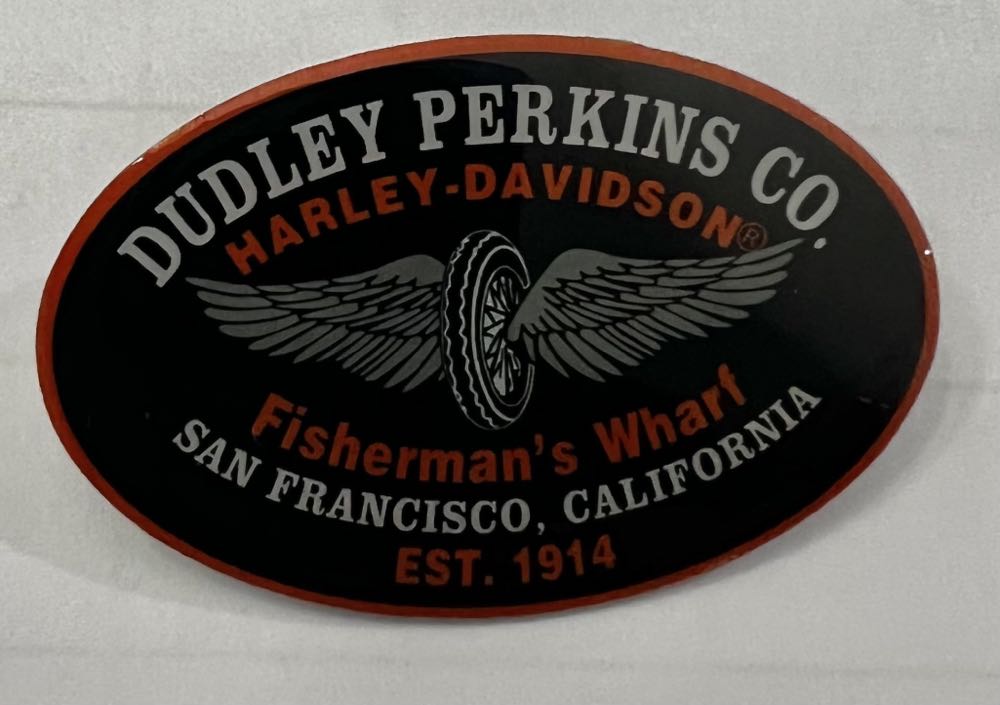 DUDLEY PERKINS CO.
HARLEY-DAVIDSON®
Fisherman's Wharf
SAN FRANCISCO, CALIFORNIA
EST. 1914